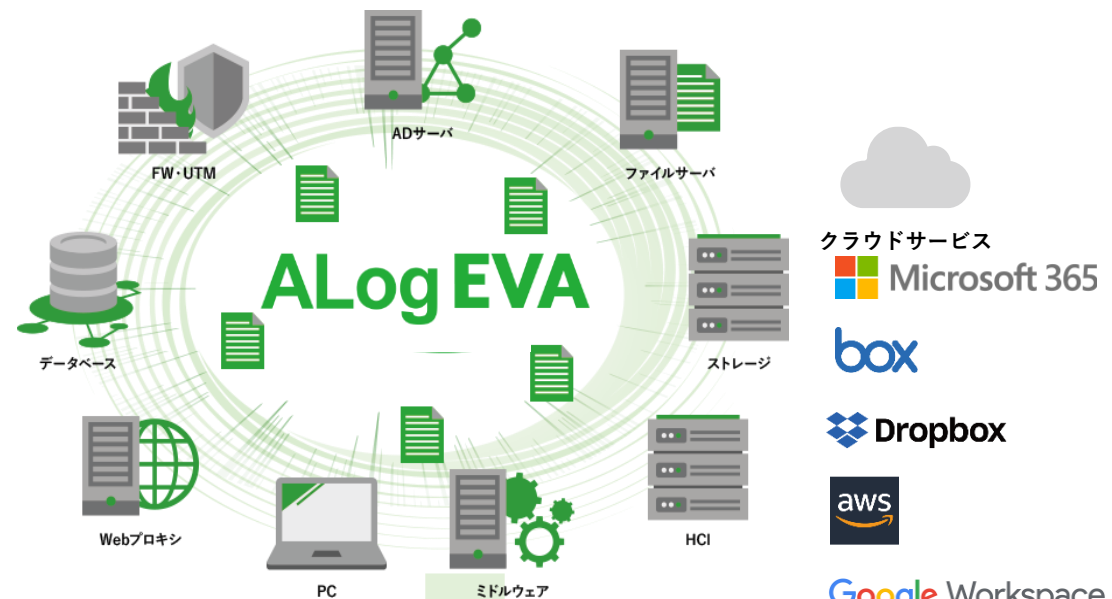 ADサーバ
FW・UTM
ファイルサーバ
ALog EVA
データベース
ストレージ
Webプロキシ
PC
ミドルウェア
HCI
クラウドサービス
Microsoft 365
box
Dropbox
aws
Google Workspace